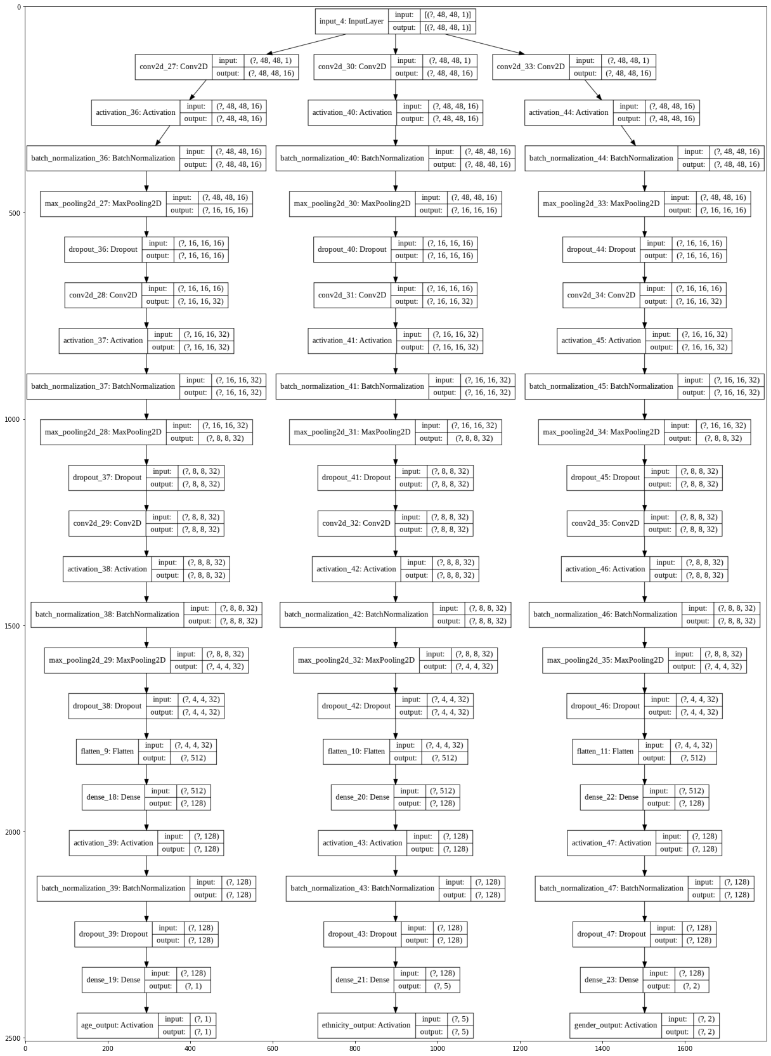 0
input_4: InputLayer input: [(?, 48, 48, 1)]
output: [(?, 48, 48, 1)]
conv2d_27: Conv2D input: (?, 48, 48, 1) conv2d_30: Conv2D input: (?, 48, 48, 1) conv2d_33: Conv2D input: (?, 48, 48, 1)
output: (?, 48, 48, 16) output: (?, 48, 48, 16) output: (?, 48, 48, 16)
activation_36: Activation input: (?, 48, 48, 16) activation_40: Activation input: (?, 48, 48, 16) activation_44: Activation input: (?, 48, 48, 16)
output: (?, 48, 48, 16) output: (?, 48, 48, 16) output: (?, 48, 48, 16)
batch_normalization_36: BatchNormalization input: (?, 48, 48, 16) batch_normalization_40: BatchNormalization input: (?, 48, 48, 16) batch_normalization_44: BatchNormalization input: (?, 48, 48, 16)
output: (?, 48, 48, 16) output: (?, 48, 48, 16) output: (?, 48, 48, 16)
max_pooling2d_27: MaxPooling2D input: (?, 48, 48, 16) max_pooling2d_30: MaxPooling2D input: (?, 48, 48, 16) max_pooling2d_33: MaxPooling2D input: (?, 48, 48, 16)
500 output: (?, 16, 16, 16) output: (?, 16, 16, 16) output: (?, 16, 16, 16)
dropout_36: Dropout input: (?, 16, 16, 16) dropout_40: Dropout input: (?, 16, 16, 16) dropout_44: Dropout input: (?, 16, 16, 16)
output: (?, 16, 16, 16) output: (?, 16, 16, 16) output: (?, 16, 16, 16)
conv2d_28: Conv2D input: (?, 16, 16, 16) conv2d_31: Conv2D input: (?, 16, 16, 16) conv2d_34: Conv2D input: (?, 16, 16, 16)
output: (?, 16, 16, 32) output: (?, 16, 16, 32) output: (?, 16, 16, 32)
activation_37: Activation input: (?, 16, 16, 32) activation_41: Activation input: (?, 16, 16, 32) activation_45: Activation input: (?, 16, 16, 32)
output: (?, 16, 16, 32) output: (?, 16, 16, 32) output: (?, 16, 16, 32)
batch_normalization_37: BatchNormalization input: (?, 16, 16, 32) batch_normalization_41: BatchNormalization input: (?, 16, 16, 32) batch_normalization_45: BatchNormalization input: (?, 16, 16, 32)
output: (?, 16, 16, 32) output: (?, 16, 16, 32) output: (?, 16, 16, 32)
1000 max_pooling2d_28: MaxPooling2D input: (?, 16, 16, 32) max_pooling2d_31: MaxPooling2D input: (?, 16, 16, 32) max_pooling2d_34: MaxPooling2D input: (?, 16, 16, 32)
output: (?, 8, 8, 32) output: (?, 8, 8, 32) output: (?, 8, 8, 32)
dropout_37: Dropout input: (?, 8, 8, 32) dropout_41: Dropout input: (?, 8, 8, 32) dropout_45: Dropout input: (?, 8, 8, 32)
output: (?, 8, 8, 32) output: (?, 8, 8, 32) output: (?, 8, 8, 32)
conv2d_29: Conv2D input: (?, 8, 8, 32) conv2d_32: Conv2D input: (?, 8, 8, 32) conv2d_35: Conv2D input: (?, 8, 8, 32)
output: (?, 8, 8, 32) output: (?, 8, 8, 32) output: (?, 8, 8, 32)
activation_38: Activation input: (?, 8, 8, 32) activation_42: Activation input: (?, 8, 8, 32) activation_46: Activation input: (?, 8, 8, 32)
output: (?, 8, 8, 32) output: (?, 8, 8, 32) output: (?, 8, 8, 32)
batch_normalization_38: BatchNormalization input: (?, 8, 8, 32) batch_normalization_42: BatchNormalization input: (?, 8, 8, 32) batch_normalization_46: BatchNormalization input: (?, 8, 8, 32)
1500 output: (?, 8, 8, 32) output: (?, 8, 8, 32) output: (?, 8, 8, 32)
max_pooling2d_29: MaxPooling2D input: (?, 8, 8, 32) max_pooling2d_32: MaxPooling2D input: (?, 8, 8, 32) max_pooling2d_35: MaxPooling2D input: (?, 8, 8, 32)
output: (?, 4, 4, 32) output: (?, 4, 4, 32) output: (?, 4, 4, 32)
dropout_38: Dropout input: (?, 4, 4, 32) dropout_42: Dropout input: (?, 4, 4, 32) dropout_46: Dropout input: (?, 4, 4, 32)
output: (?, 4, 4, 32) output: (?, 4, 4, 32) output: (?, 4, 4, 32)
flatten_9: Flatten input: (?, 4, 4, 32) flatten_10: Flatten input: (?, 4, 4, 32) flatten_11: Flatten input: (?, 4, 4, 32)
output: (?, 512) output: (?, 512) output: (?, 512)
dense_18: Dense input: (?, 512) dense_20: Dense input: (?, 512) dense_22: Dense input: (?, 512)
output: (?, 128) output: (?, 128) output: (?, 128)
2000 activation_39: Activation input: (?, 128) activation_43: Activation input: (?, 128) activation_47: Activation input: (?, 128)
output: (?, 128) output: (?, 128) output: (?, 128)
batch_normalization_39: BatchNormalization input: (?, 128) batch_normalization_43: BatchNormalization input: (?, 128) batch_normalization_47: BatchNormalization input: (?, 128)
output: (?, 128) output: (?, 128) output: (?, 128)
dropout_39: Dropout input: (?, 128) dropout_43: Dropout input: (?, 128) dropout_47: Dropout input: (?, 128)
output: (?, 128) output: (?, 128) output: (?, 128)
dense_19: Dense input: (?, 128) dense_21: Dense input: (?, 128) dense_23: Dense input: (?, 128)
output: (?, 1) output: (?, 5) output: (?, 2)
age_output: Activation input: (?, 1) ethnicity_output: Activation input: (?, 5) gender_output: Activation input: (?, 2)
output: (?, 1) output: (?, 5) output: (?, 2)
2500
0 200 400 600 800 1000 1200 1400 1600